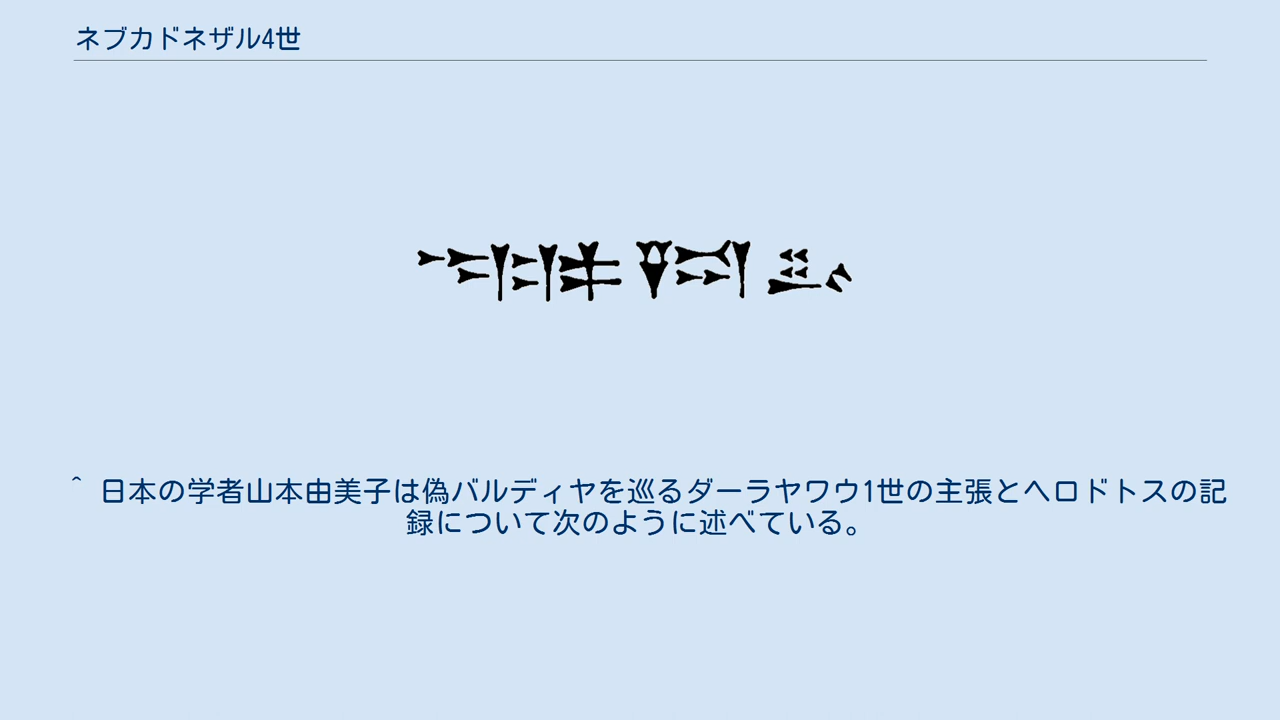 ネブカドネザル4世
^ 日本の学者山本由美子は偽バルディヤを巡るダーラヤワウ1世の主張とヘロドトスの記
録について次のように述べている。